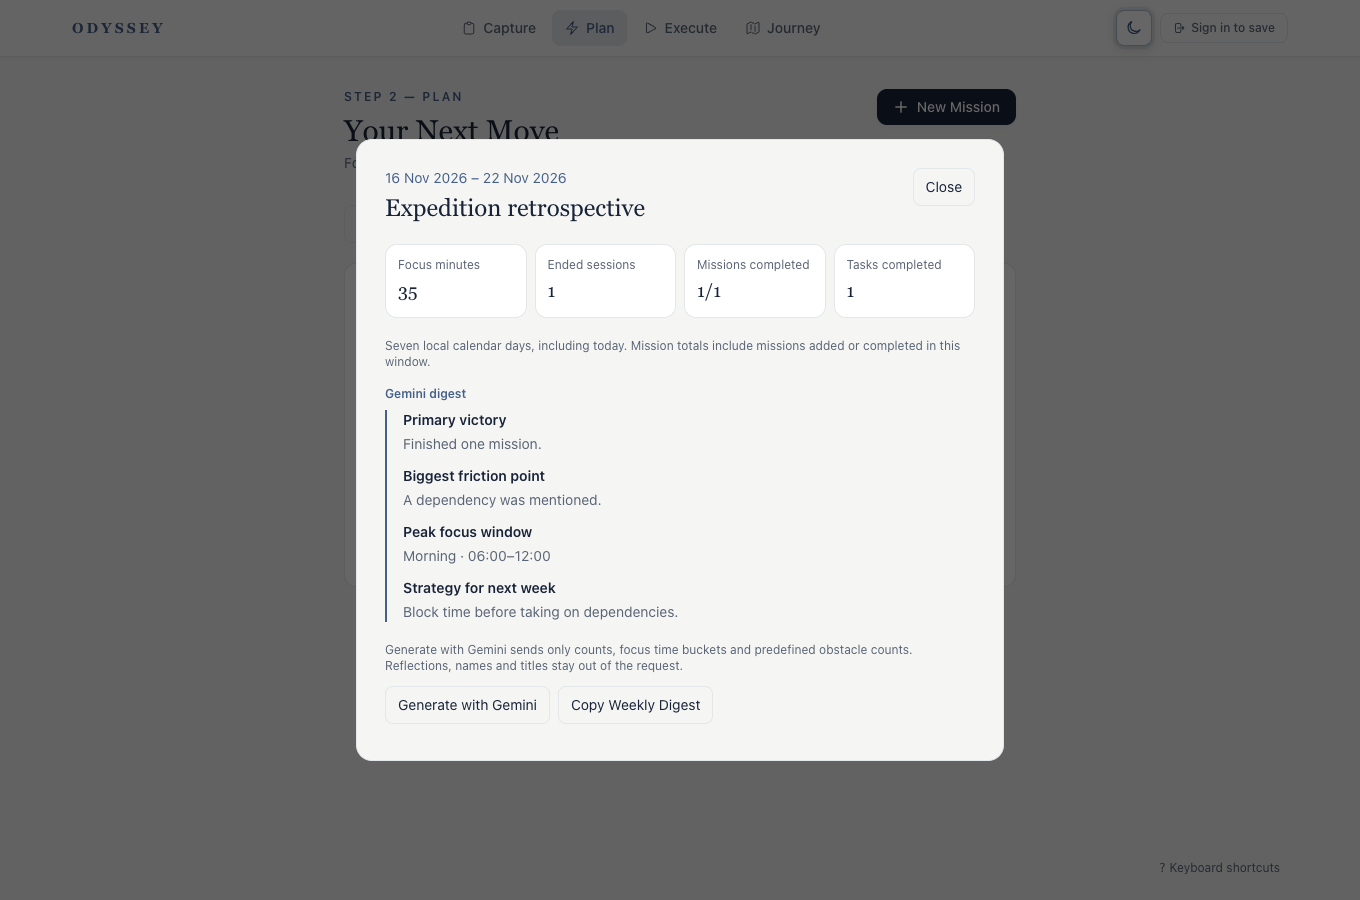 ODYSSEY
Capture
Plan
Execute
Journey
Sign in to save
STEP 2 — PLAN
Your Next Move
New Mission
16 Nov 2026 – 22 Nov 2026
Expedition retrospective
Close
Focus minutes
35
Ended sessions
1
Missions completed
1/1
Tasks completed
1
Seven local calendar days, including today. Mission totals include missions added or completed in this
window.
Gemini digest
Primary victory
Finished one mission.
Biggest friction point
A dependency was mentioned.
Peak focus window
Morning · 06:00–12:00
Strategy for next week
Block time before taking on dependencies.
Generate with Gemini sends only counts, focus time buckets and predefined obstacle counts.
Reflections, names and titles stay out of the request.
Generate with Gemini
Copy Weekly Digest
? Keyboard shortcuts